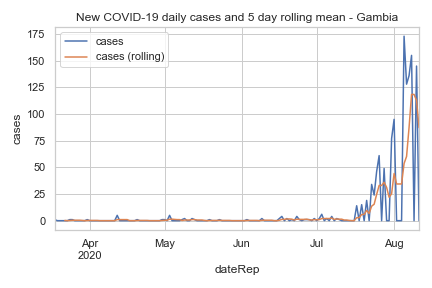 New COVID-19 daily cases and 5 day rolling mean - Gambia
cases
cases (rolling)
175
150
125
100
75
50
25
0
cases
Apr
2020
May
Jun
Jul
Aug
dateRep